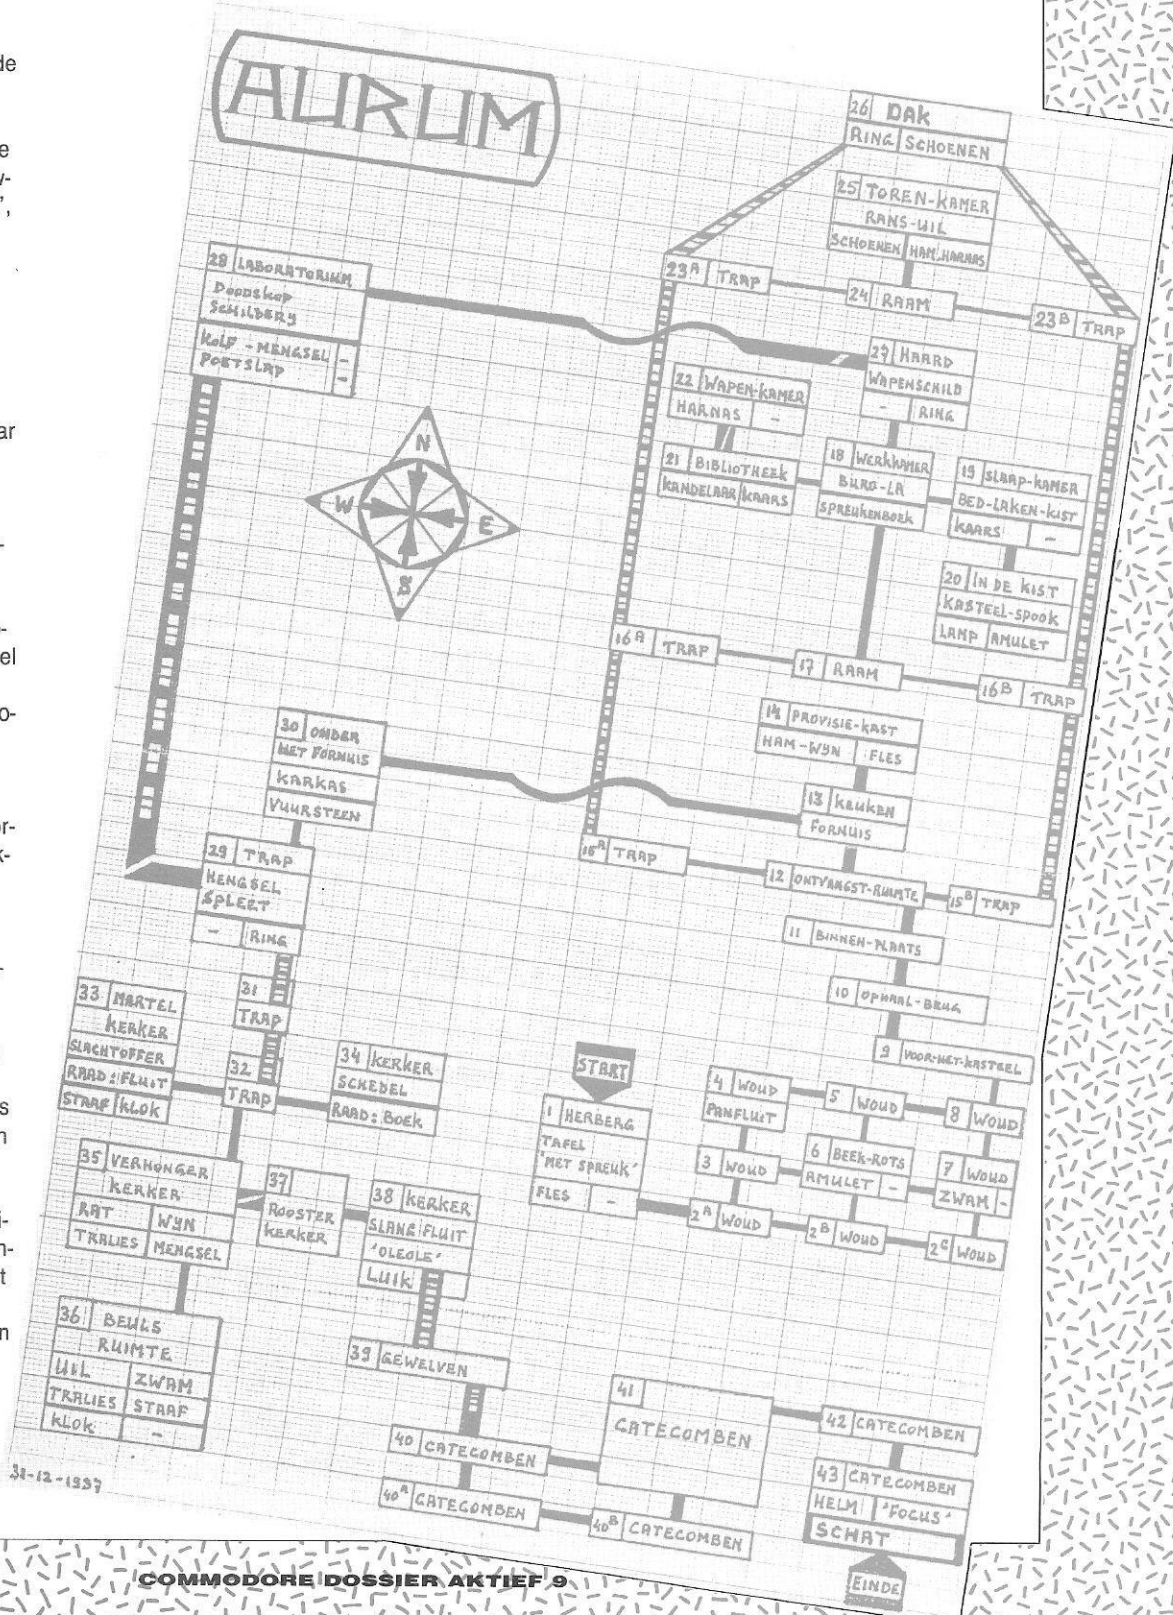 AURUM
26 DAK
RING SCHOENEN
25 TOREN-KAMER
RANS-UIL
SCHOENEN HAM, HARNAS
23A TRAP
24 RAAM
23B TRAP
28 LABORATORIUM
DOODSKOP
SCHILDERY
KOLF - MENGSEL -
POETSLAP -
27 HAARD
WAPENSCHILD
- RING
22 WAPEN-KAMER
HARNAS -
21 BIBLIOTHEEK
KANDELAAR KAARS
18 WERKKAMER
BURO-LA
SPREUKENBOEK
19 SLAAP-KAMER
BED-LAKEN-KIST
KAARS -
20 IN DE KIST
KASTEEL-SPOOK
LAMP AMULET
N
W
E
S
16A TRAP
17 RAAM
16B TRAP
14 PROVISIE-KAST
HAM-WYN FLES
13 KEUKEN
FORNUIS
30 ONDER
HET FORNUIS
KARKAS
VUURSTEEN
15A TRAP
12 ONTVANGST-RUIMTE
15B TRAP
29 TRAP
HENGSEL
SPLEET
- RING
11 BINNEN-PLAATS
10 OPHAAL-BRUG
9 VOOR-HET-KASTEEL
31
TRAP
33 MARTEL
KERKER
SLACHTOFFER
RAAD: FLUIT
STAAF KLOK
32
TRAP
34 KERKER
SCHEDEL
RAAD: BOEK
START
1 HERBERG
TAFEL
'MET SPREUK'
FLES -
4 WOUD
PANFLUIT
5 WOUD
8 WOUD
3 WOUD
6 BEEK-ROTS
AMULET -
7 WOUD
ZWAM -
2A WOUD
2B WOUD
2C WOUD
35 VERHONGER
KERKER
RAT WYN
TRALIES MENGSEL
37
ROOSTER
KERKER
38 KERKER
SLANG FLUIT
'OLEOLE'
LUIK
36 BEULS
RUIMTE
UIL ZWAM
TRALIES STAAF
KLOK -
39 GEWELVEN
41
CATECOMBEN
42 CATECOMBEN
40 CATECOMBEN
43 CATECOMBEN
HELM 'FOCUS'
SCHAT
40A CATECOMBEN
40B CATECOMBEN
EINDE
31-12-1987
COMMODORE DOSSIER AKTIEF 9